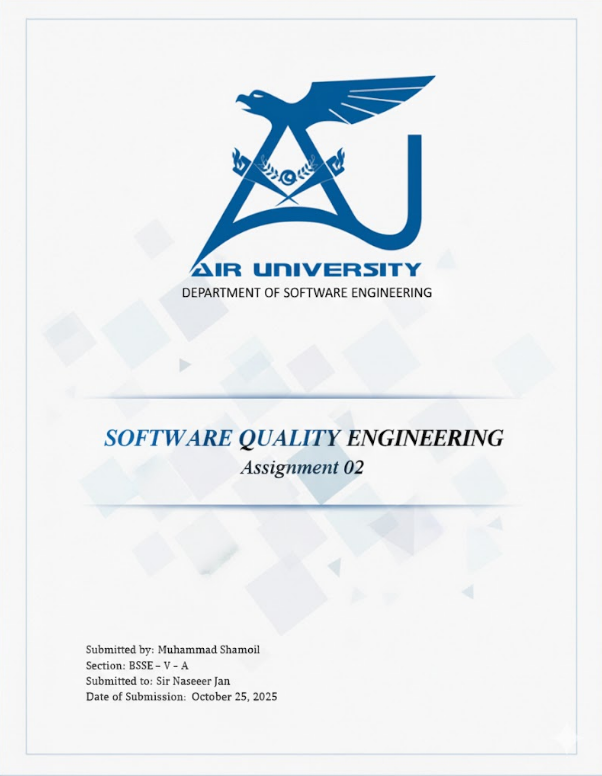 AIR UNIVERSITY
DEPARTMENT OF SOFTWARE ENGINEERING
SOFTWARE QUALITY ENGINEERING
Assignment 02
Submitted by: Muhammad Shamoil
Section: BSSE – V – A
Submitted to: Sir Naseeer Jan
Date of Submission: October 25, 2025